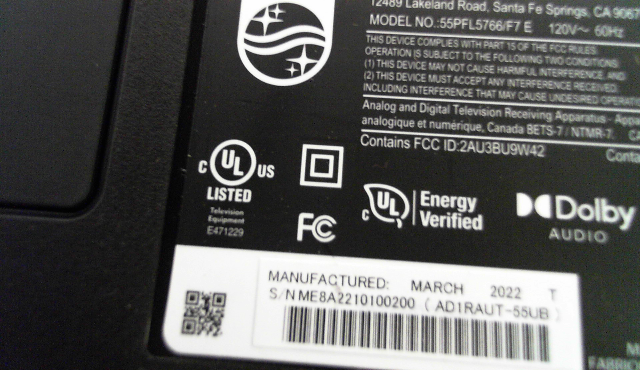 12489 Lakeland Road, Santa Fe Springs, CA 9067
MODEL NO.:55PFL5766/F7 E 120V~ 60Hz
THIS DEVICE COMPLIES WITH PART 15 OF THE FCC RULES.
OPERATION IS SUBJECT TO THE FOLLOWING TWO CONDITIONS:
(1) THIS DEVICE MAY NOT CAUSE HARMFUL INTERFERENCE, AND
(2) THIS DEVICE MUST ACCEPT ANY INTERFERENCE
INCLUDING INTERFERENCE THAT MAY CAUSE UNDESIRED
Analog and Digital Television Receiving Apparatus -
analogique et numérique, Canada BETS-7 / NTMR-7.
Contains FCC ID:2AU3BU9W42
C UL US
LISTED
Television
Equipment
E471229
FC
c UL Energy
Verified
Dolby
AUDIO
MANUFACTURED: MARCH 2022 T
S/N ME8A2210100200 ( AD1RAUT-55UB )